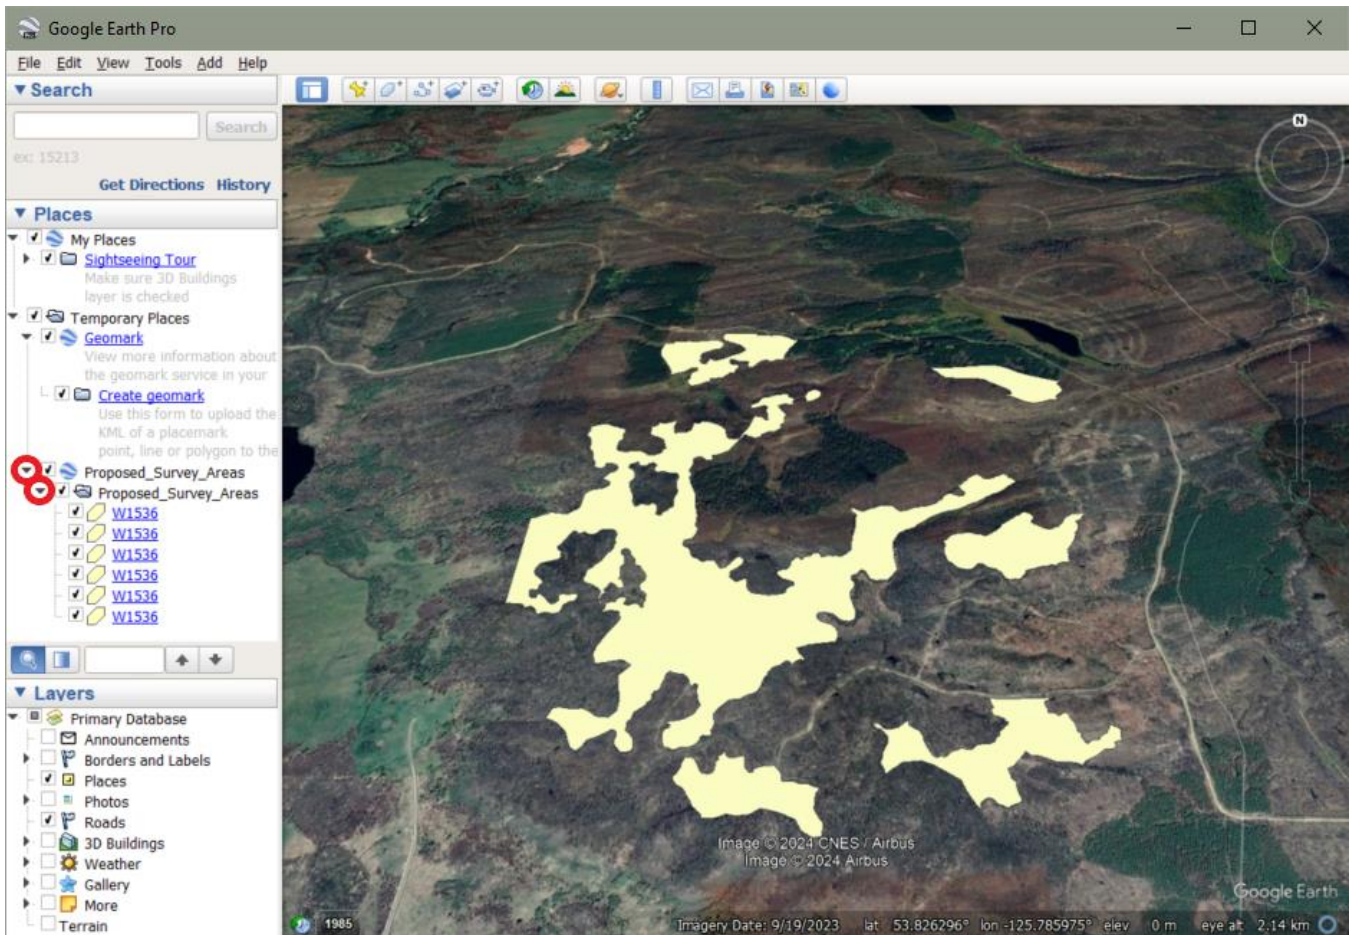 Google Earth Pro
File Edit View Tools Add Help
Search
Search
ex: 15213
Get Directions History
Places
My Places
Sightseeing Tour
Make sure 3D Buildings
layer is checked
Temporary Places
Geomark
View more information about
the geomark service in your
Create geomark
Use this form to upload the
KML of a placemark
point, line or polygon to the
Proposed_Survey_Areas
Proposed_Survey_Areas
W1536
W1536
W1536
W1536
W1536
W1536
Layers
Primary Database
Announcements
Borders and Labels
Places
Photos
Roads
3D Buildings
Weather
Gallery
More
Terrain
N
Image © 2024 CNES / Airbus
Image © 2024 Airbus
Google Earth
1985
Imagery Date: 9/19/2023 lat 53.826296° lon -125.785975° elev 0 m eye alt 2.14 km